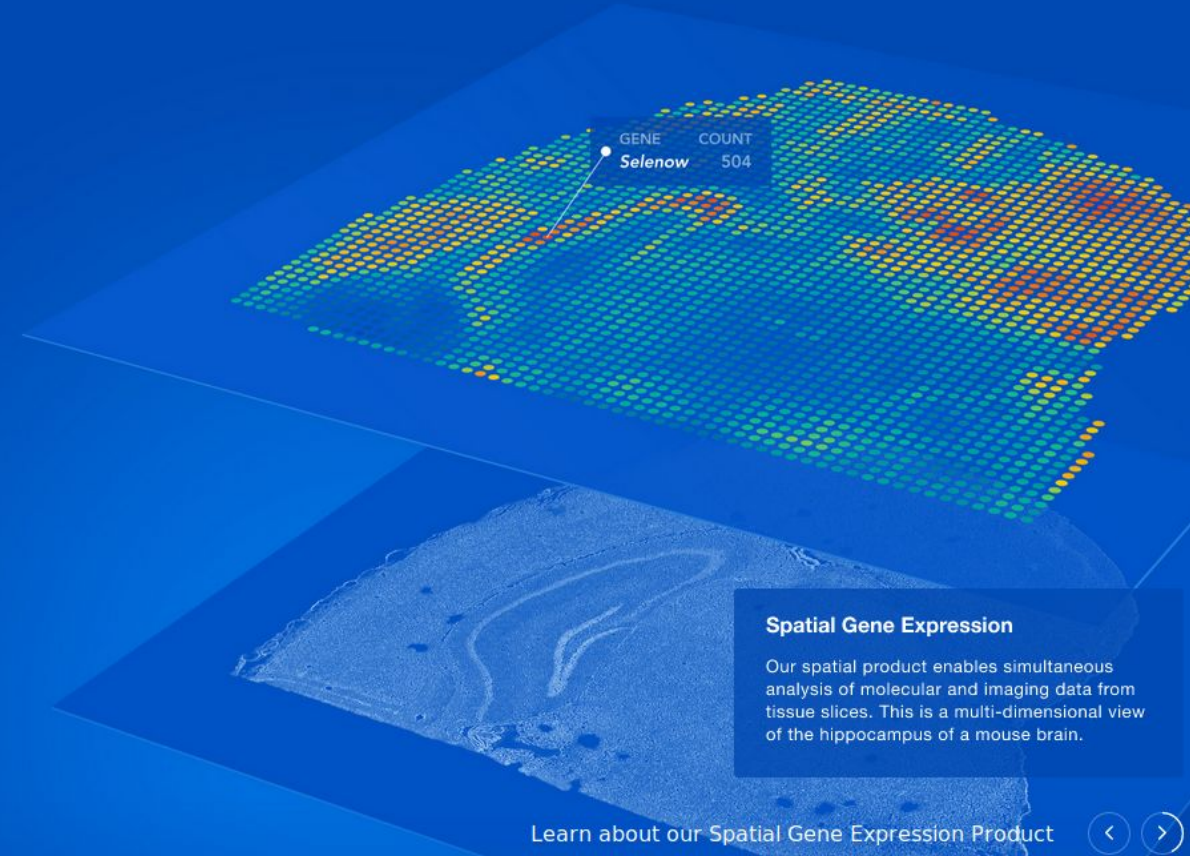 GENE COUNT
Selenow 504
Spatial Gene Expression
Our spatial product enables simultaneous
analysis of molecular and imaging data from
tissue slices. This is a multi-dimensional view
of the hippocampus of a mouse brain.
Learn about our Spatial Gene Expression Product